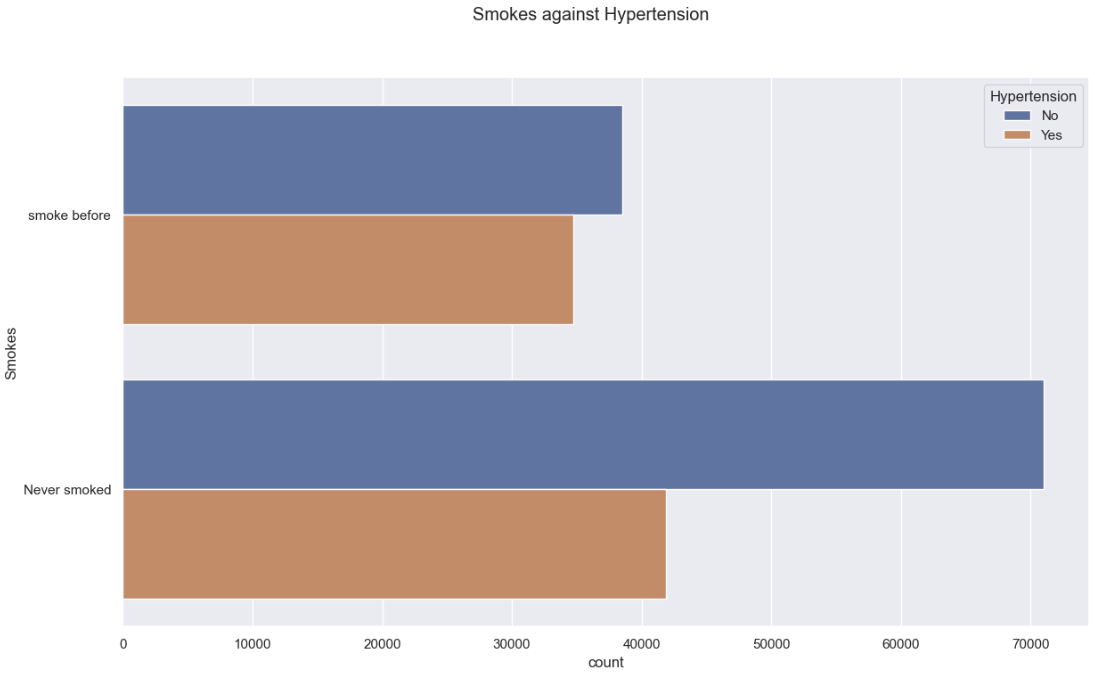 Smokes against Hypertension
Hypertension
No
Yes
smoke before
Never smoked
Smokes
0 10000 20000 30000 40000 50000 60000 70000
count